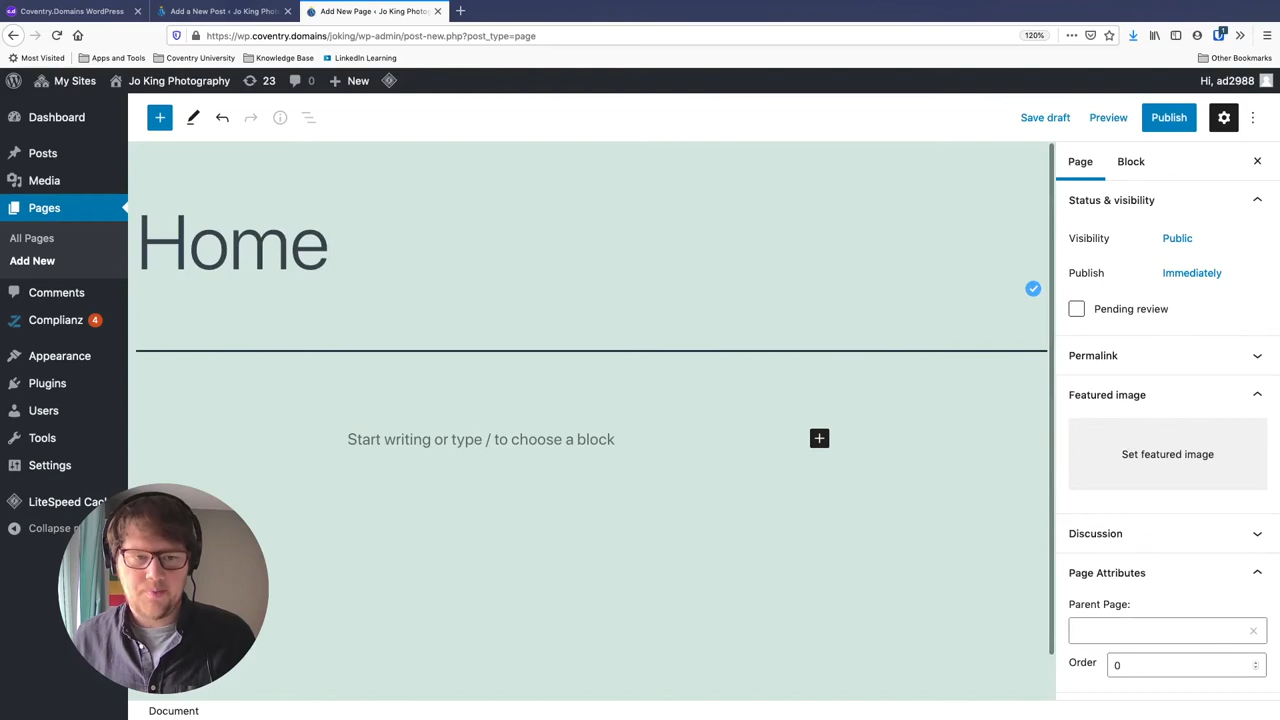 Coventry.Domains WordPress
Add a New Post ‹ Jo King Photo
Add New Page ‹ Jo King Photog
https://wp.coventry.domains/joking/wp-admin/post-new.php?post_type=page
120%
1
Most Visited
Apps and Tools
Coventry University
Knowledge Base
LinkedIn Learning
Other Bookmarks
My Sites
Jo King Photography
23
0
New
Hi, ad2988
Dashboard
Posts
Media
Pages
All Pages
Add New
Comments
Complianz 4
Appearance
Plugins
Users
Tools
Settings
LiteSpeed Cac
Collapse
Save draft
Preview
Publish
Home
Start writing or type / to choose a block
Document
Page
Block
Status & visibility
Visibility
Public
Publish
Immediately
Pending review
Permalink
Featured image
Set featured image
Discussion
Page Attributes
Parent Page:
Order
0